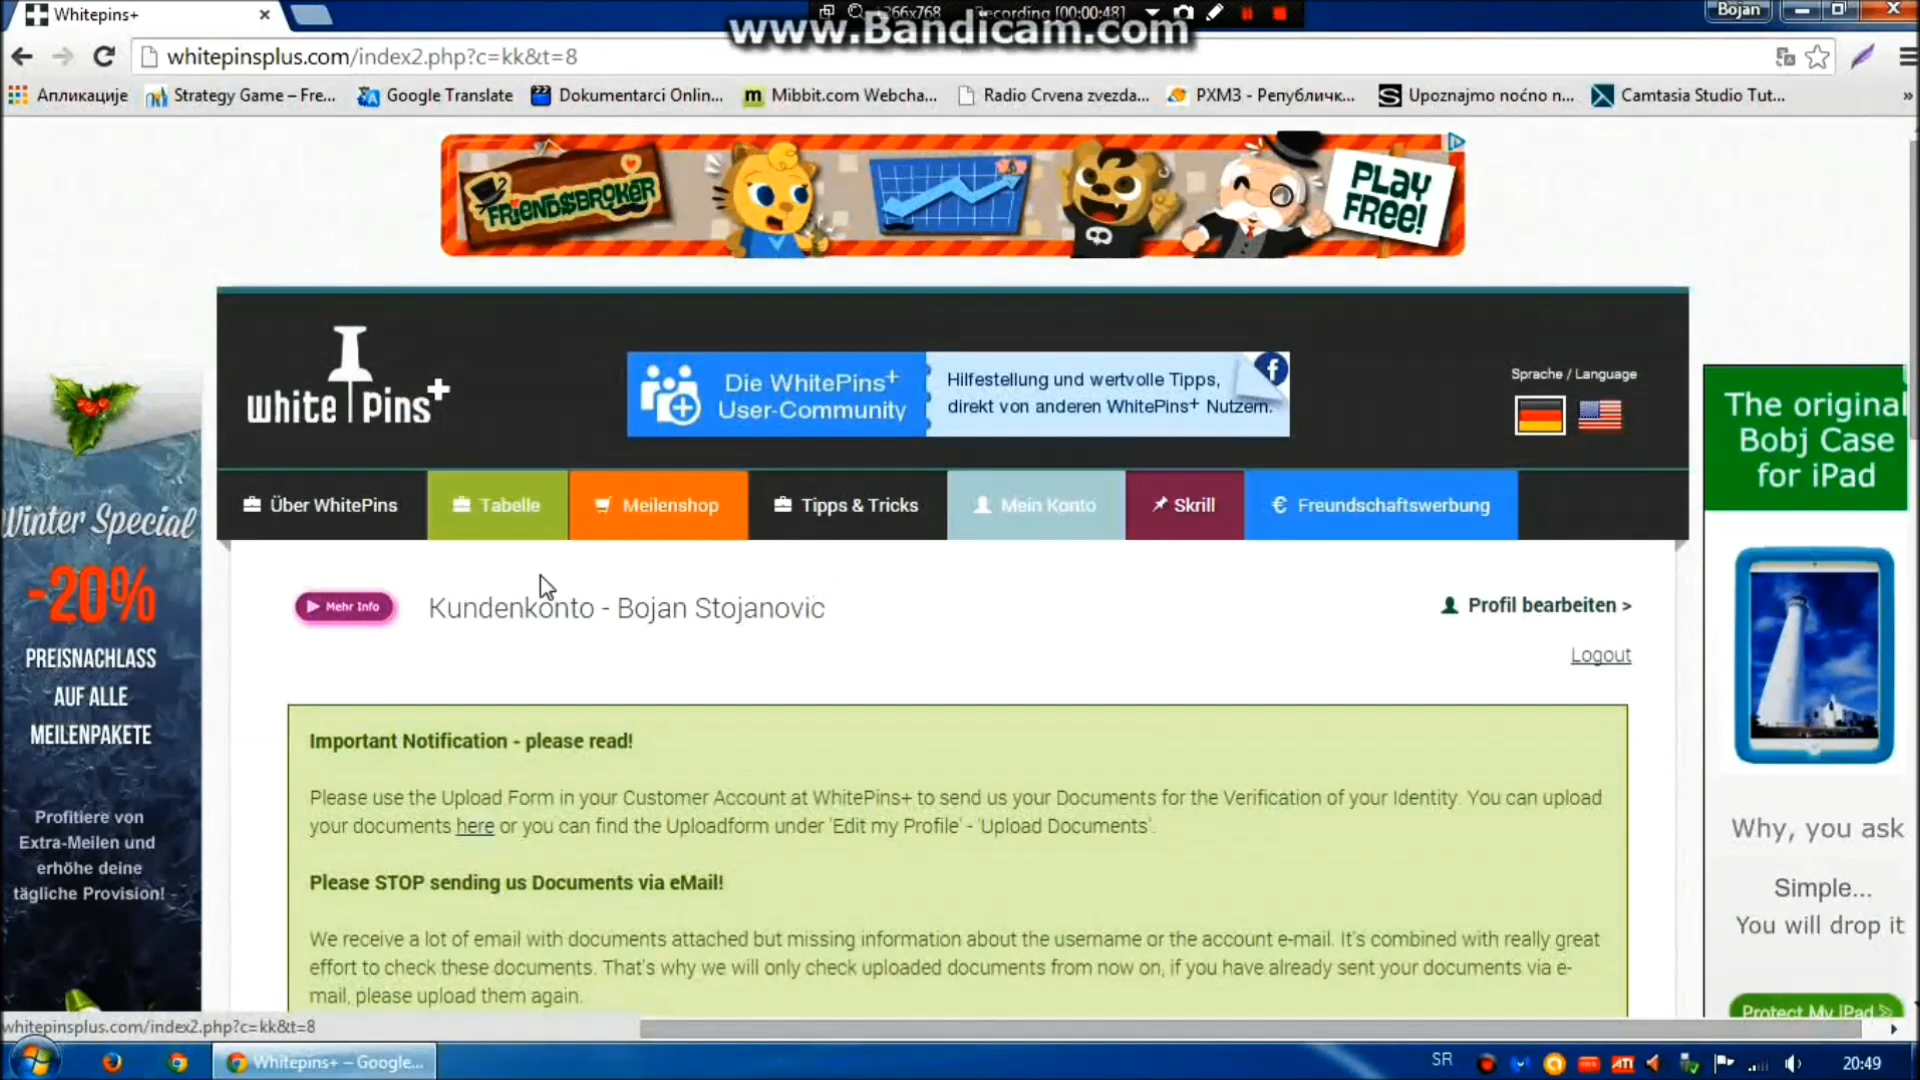 Whitepins+
1366x768
Recording [00:00:48]
www.Bandicam.com
Bojan
whitepinsplus.com/index2.php?c=kk&t=8
Апликације
Strategy Game – Fre...
Google Translate
Dokumentarci Onlin...
Mibbit.com Webcha...
Radio Crvena zvezda...
РХМЗ - Републичк...
Upoznajmo noćno n...
Camtasia Studio Tut...
»
FRIENDSBROKER
PLAY
FREE!
white Pins+
Die WhitePins+
User-Community
Hilfestellung und wertvolle Tipps,
direkt von anderen WhitePins+ Nutzern.
Sprache / Language
Über WhitePins
Tabelle
Meilenshop
Tipps & Tricks
Mein Konto
Skrill
€ Freundschaftswerbung
Mehr Info
Kundenkonto - Bojan Stojanovic
Profil bearbeiten >
Logout
Important Notification - please read!
Please use the Upload Form in your Customer Account at WhitePins+ to send us your Documents for the Verification of your Identity. You can upload
your documents here or you can find the Uploadform under 'Edit my Profile' - 'Upload Documents'.
Please STOP sending us Documents via eMail!
We receive a lot of email with documents attached but missing information about the username or the account e-mail. It's combined with really great
effort to check these documents. That's why we will only check uploaded documents from now on, if you have already sent your documents via e-
mail, please upload them again.
Winter Special
-20%
PREISNACHLASS
AUF ALLE
MEILENPAKETE
Profitiere von
Extra-Meilen und
erhöhe deine
tägliche Provision!
The original
Bobj Case
for iPad
Why, you ask
Simple...
You will drop it
Protect My iPad
whitepinsplus.com/index2.php?c=kk&t=8
Whitepins+ – Google...
SR
ATI
20:49